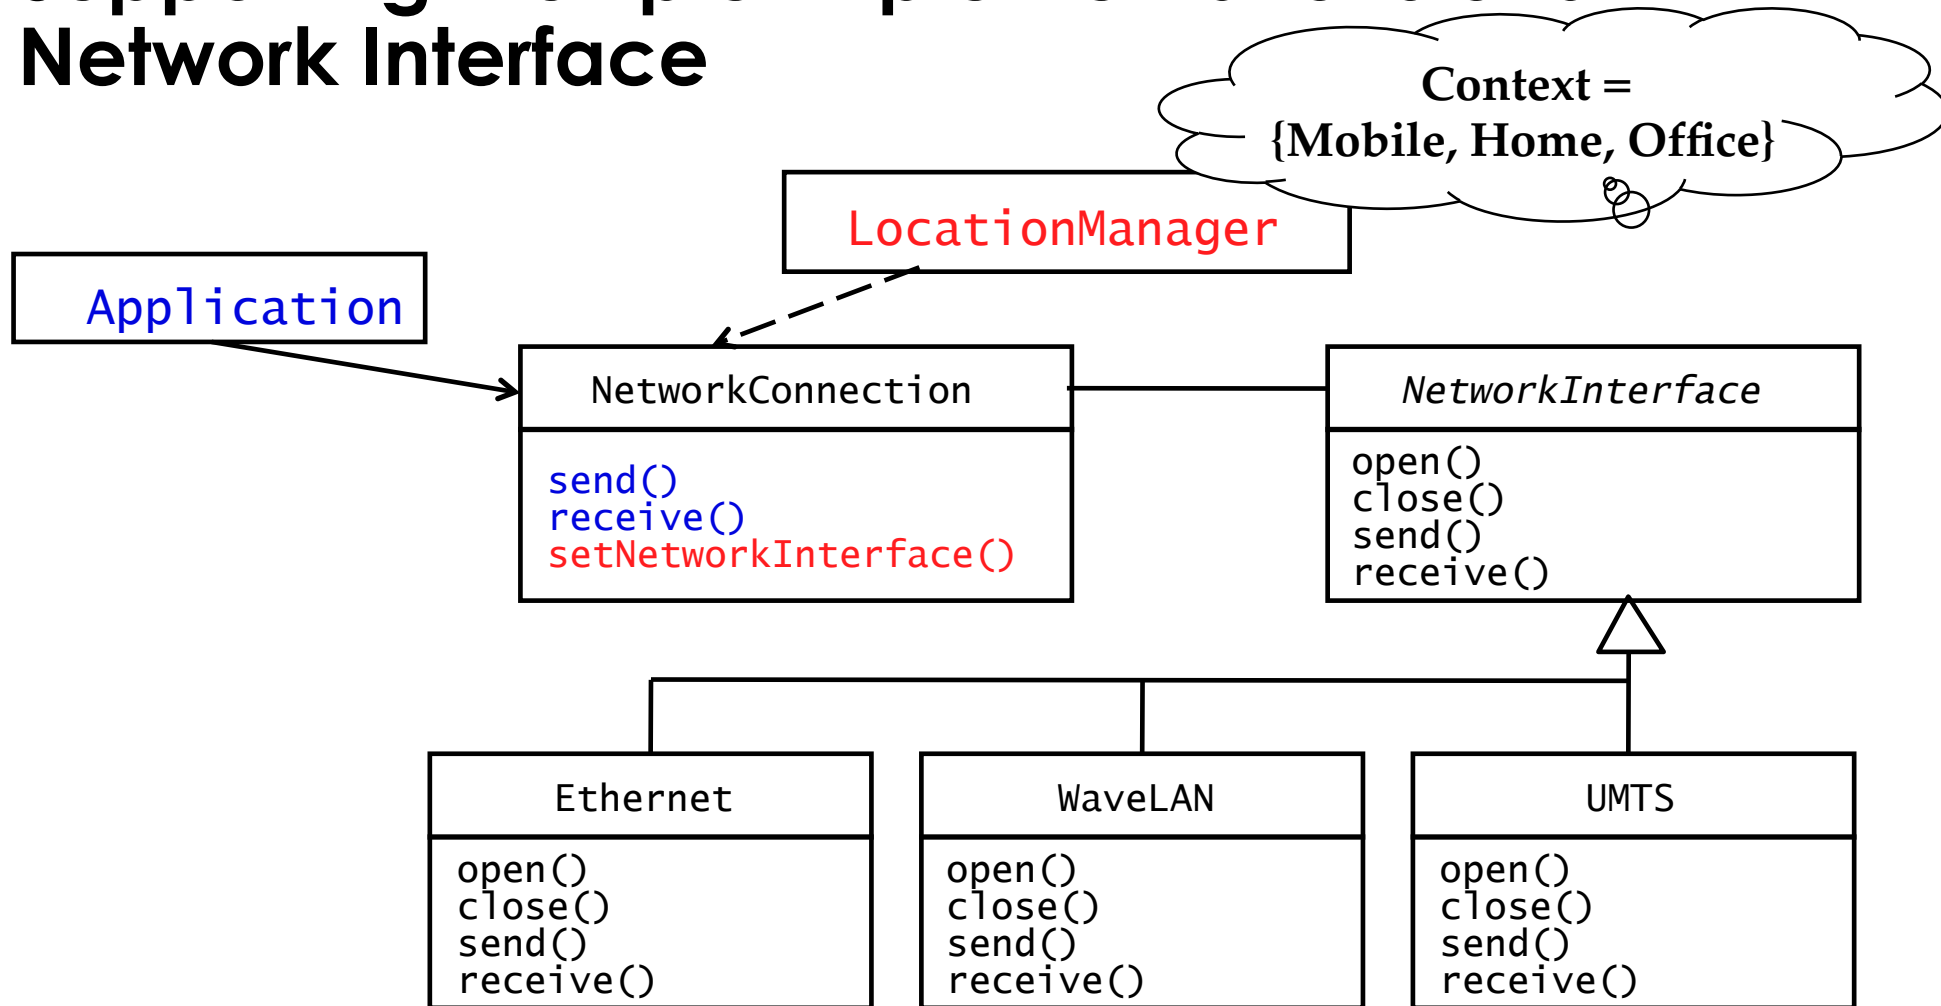 Network Interface
Context =
{Mobile, Home, Office}
LocationManager
Application
NetworkConnection
send()
receive()
setNetworkInterface()
NetworkInterface
open()
close()
send()
receive()
Ethernet
open()
close()
send()
receive()
WaveLAN
open()
close()
send()
receive()
UMTS
open()
close()
send()
receive()